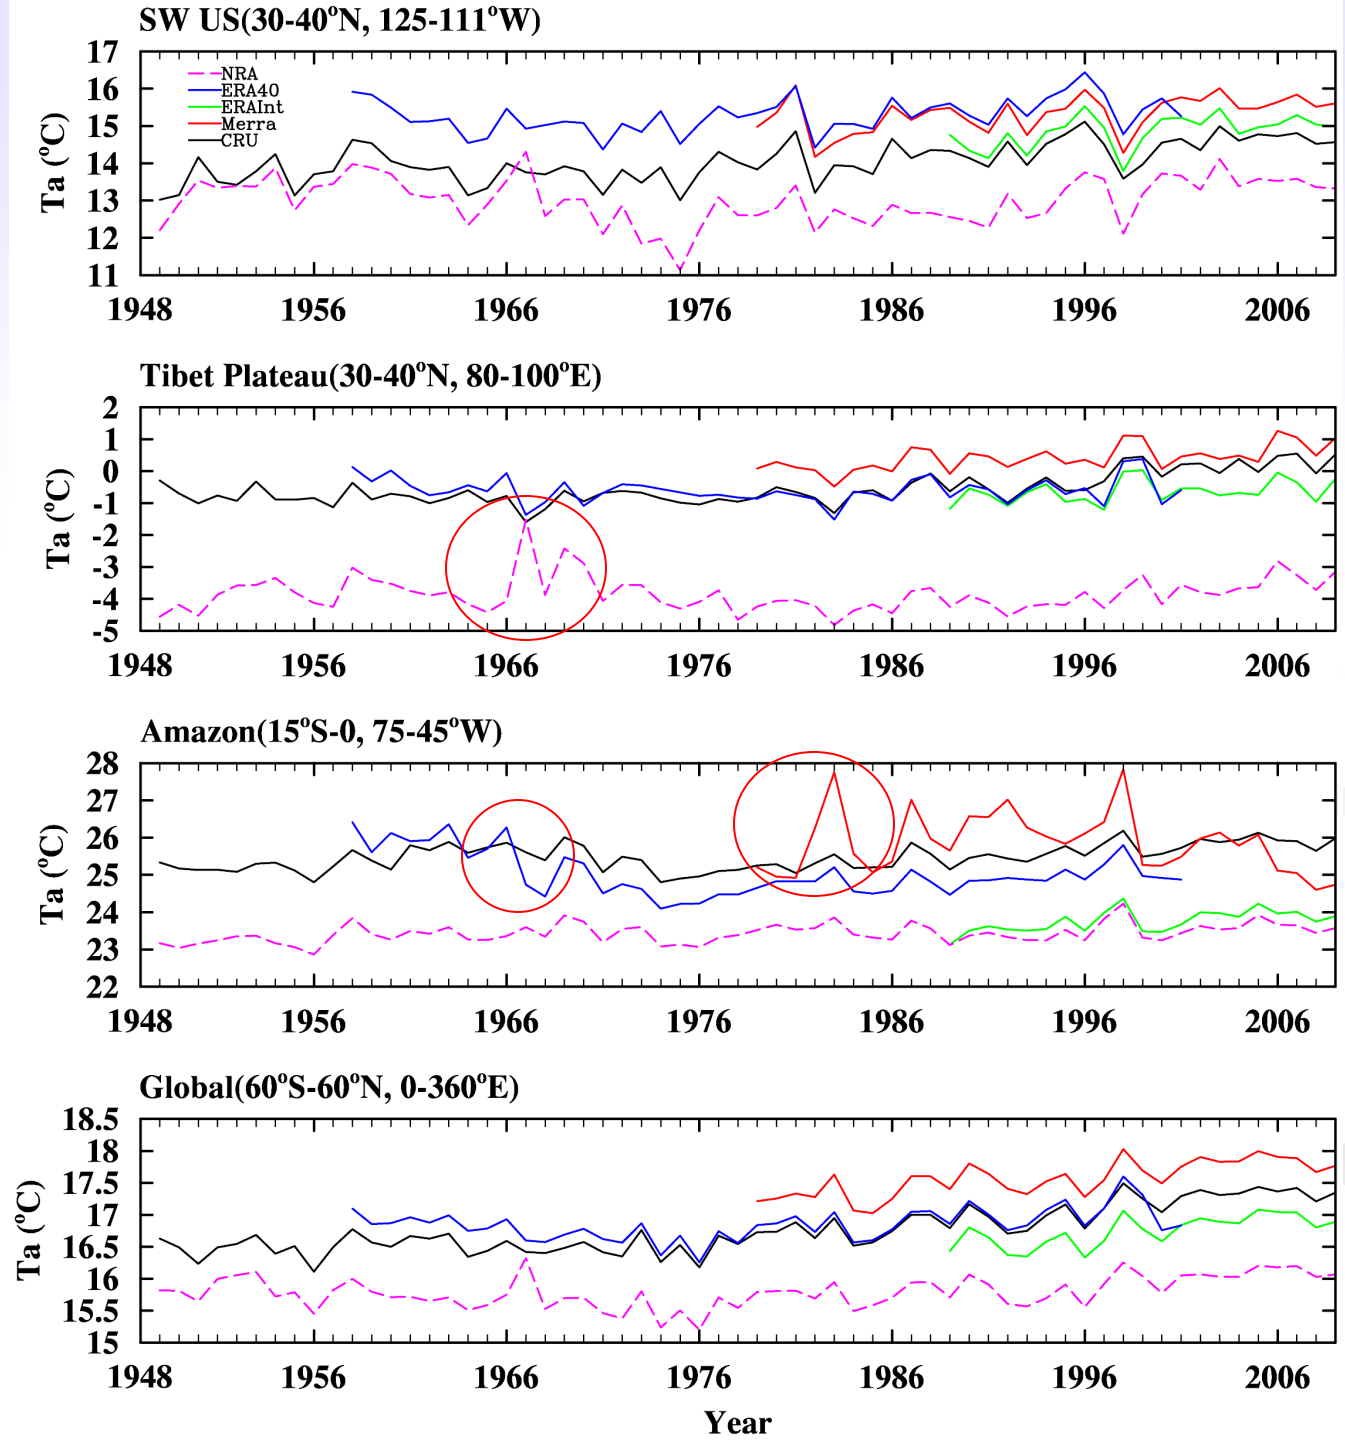 SW US(30-40°N, 125-111°W)
17
16
15
14
13
12
11
Ta (°C)
NRA
ERA40
ERAInt
Merra
CRU
1948 1956 1966 1976 1986 1996 2006
Tibet Plateau(30-40°N, 80-100°E)
2
1
0
-1
-2
-3
-4
-5
Ta (°C)
1948 1956 1966 1976 1986 1996 2006
Amazon(15°S-0, 75-45°W)
28
27
26
25
24
23
22
Ta (°C)
1948 1956 1966 1976 1986 1996 2006
Global(60°S-60°N, 0-360°E)
18.5
18
17.5
17
16.5
16
15.5
15
Ta (°C)
1948 1956 1966 1976 1986 1996 2006
Year